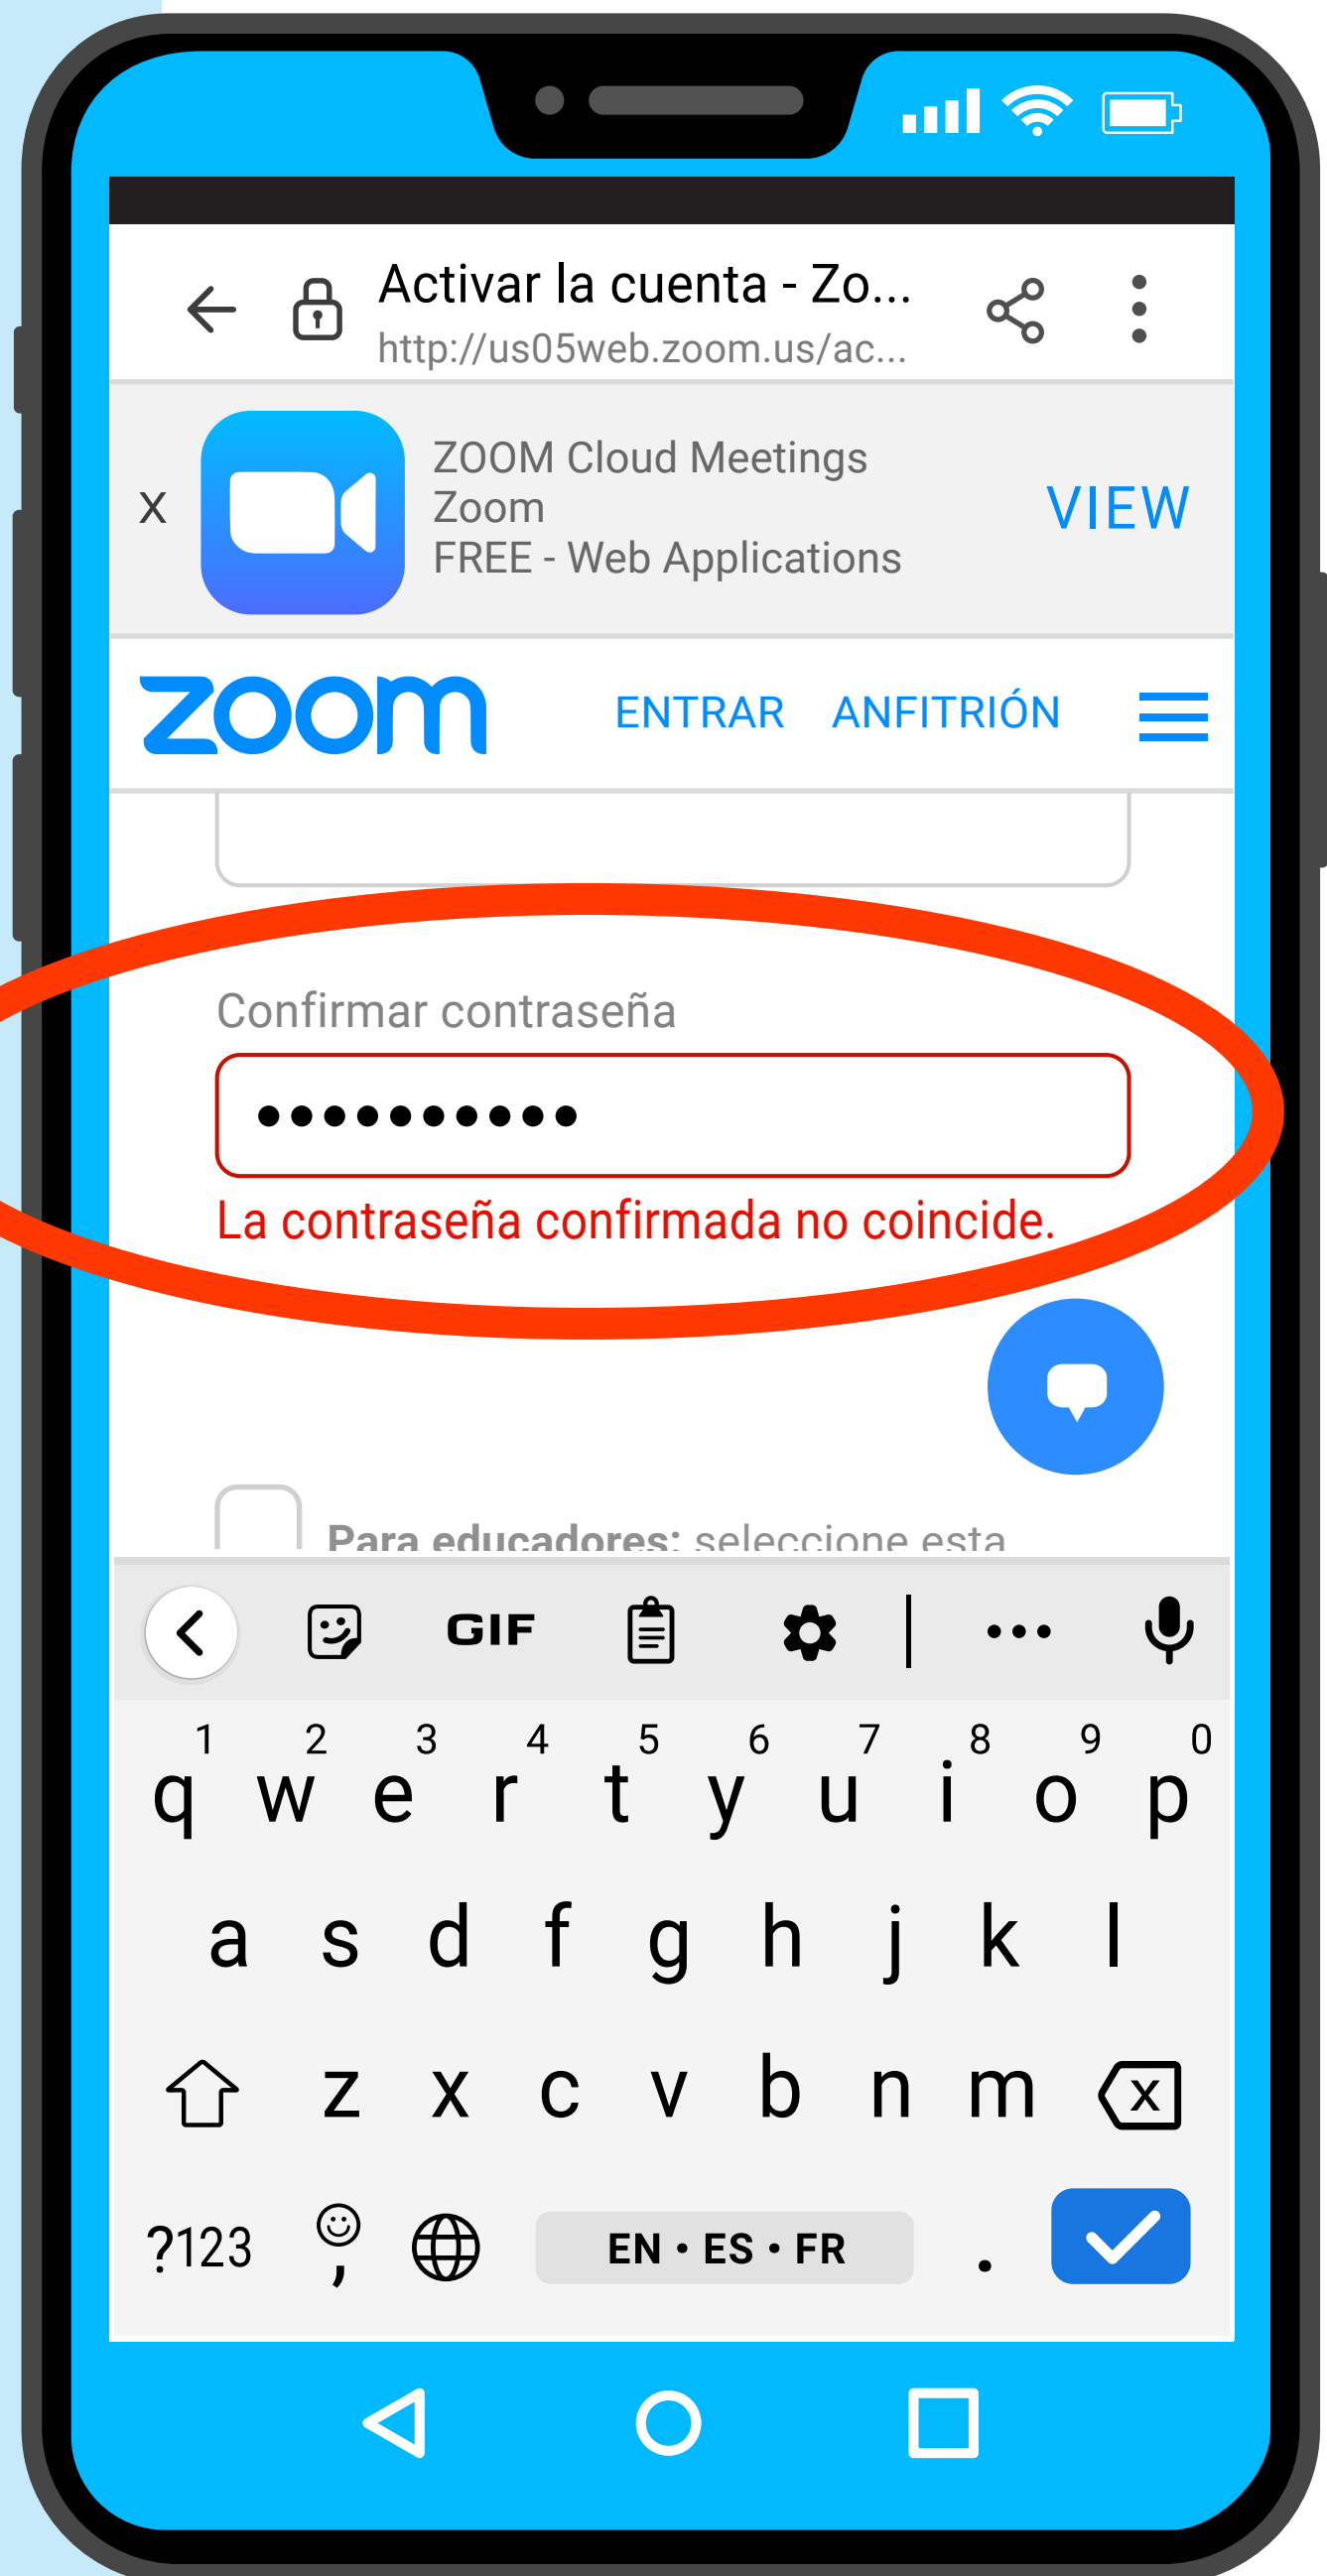 Activar la cuenta - Zo...
http://us05web.zoom.us/ac...
x
ZOOM Cloud Meetings
Zoom
FREE - Web Applications
VIEW
zoom
ENTRAR ANFITRIÓN
Confirmar contraseña
••••••••••
La contraseña confirmada no coincide.
Para educadores: seleccione esta
GIF
1 2 3 4 5 6 7 8 9 0
q w e r t y u i o p
a s d f g h j k l
z x c v b n m x
?123 , EN • ES • FR .